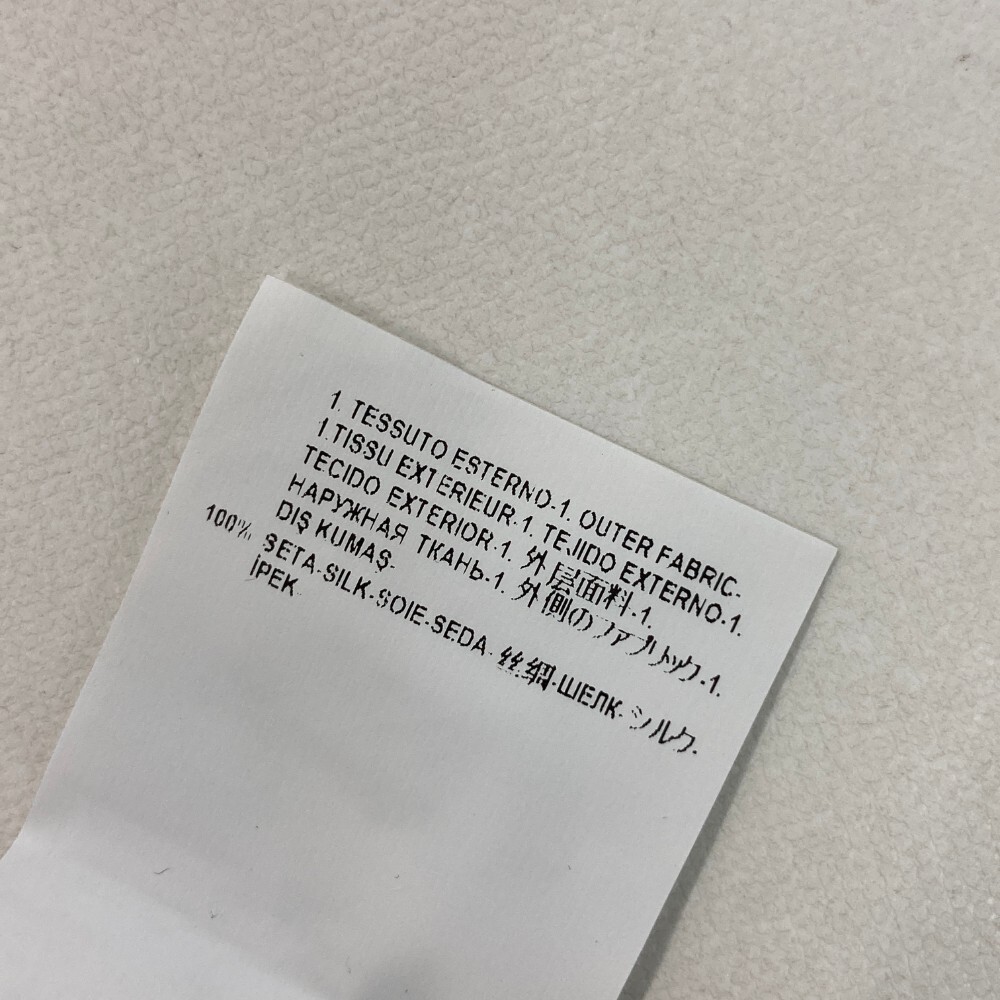 1. TESSUTO ESTERNO-1. OUTER FABRIC-
1.TISSU EXTERIEUR-1. TEJIDO EXTERNO-1.
TECIDO EXTERIOR-1. 外层面料-1.
НАРУЖНАЯ ТКАНЬ-1. 外側のファブリック-1.
DIŞ KUMAŞ-
100% SETA-SILK-SOIE-SEDA- 丝绸-ШЕЛК-シルク-
İPEK